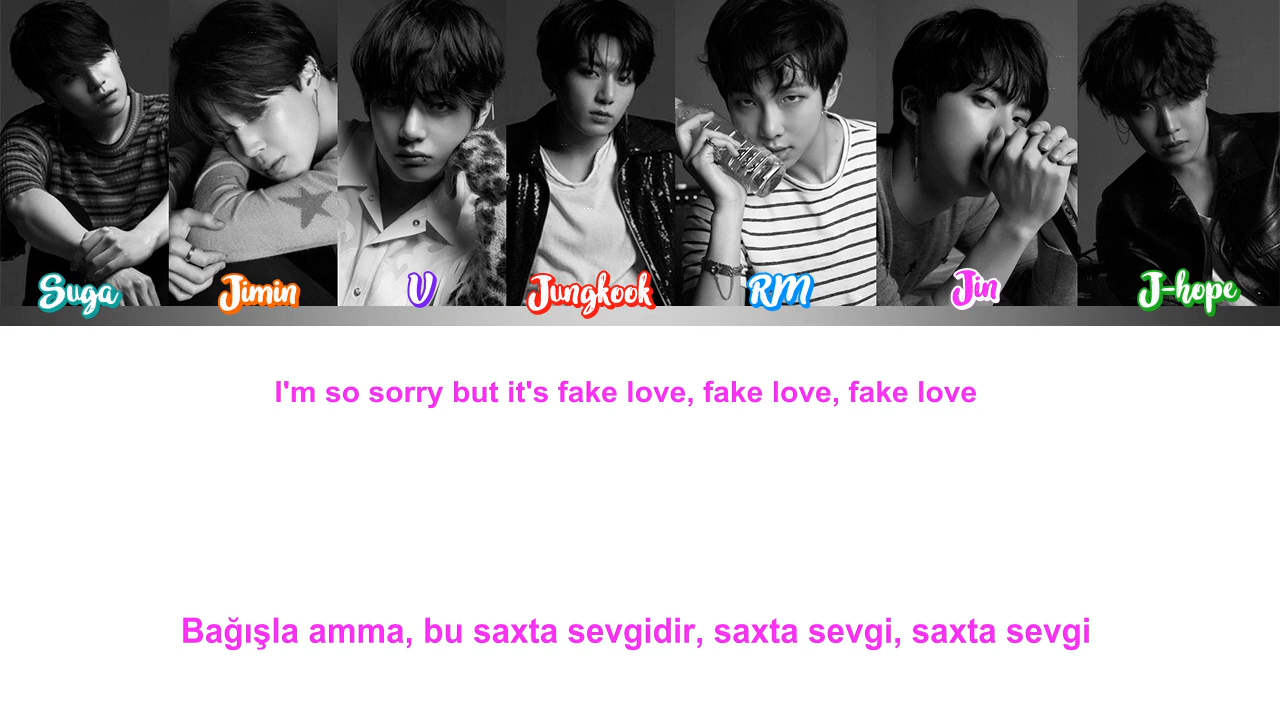 Suga Jimin V Jungkook RM Jin J-hope
I'm so sorry but it's fake love, fake love, fake love
Bağışla amma, bu saxta sevgidir, saxta sevgi, saxta sevgi